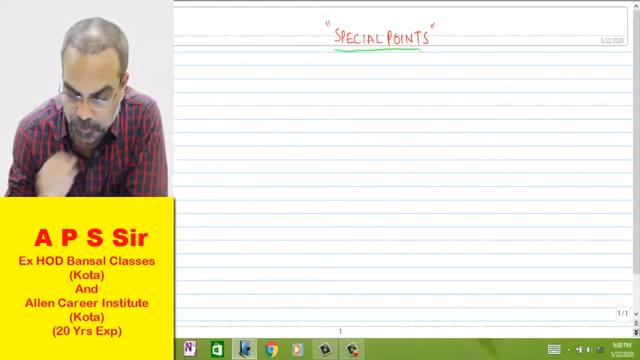 " SPECIAL POINTS "
5/22/2020
A P S Sir
Ex HOD Bansal Classes
(Kota)
And
Allen Career Institute
(Kota)
(20 Yrs Exp)
1/1
1
9:08 PM
5/22/2020